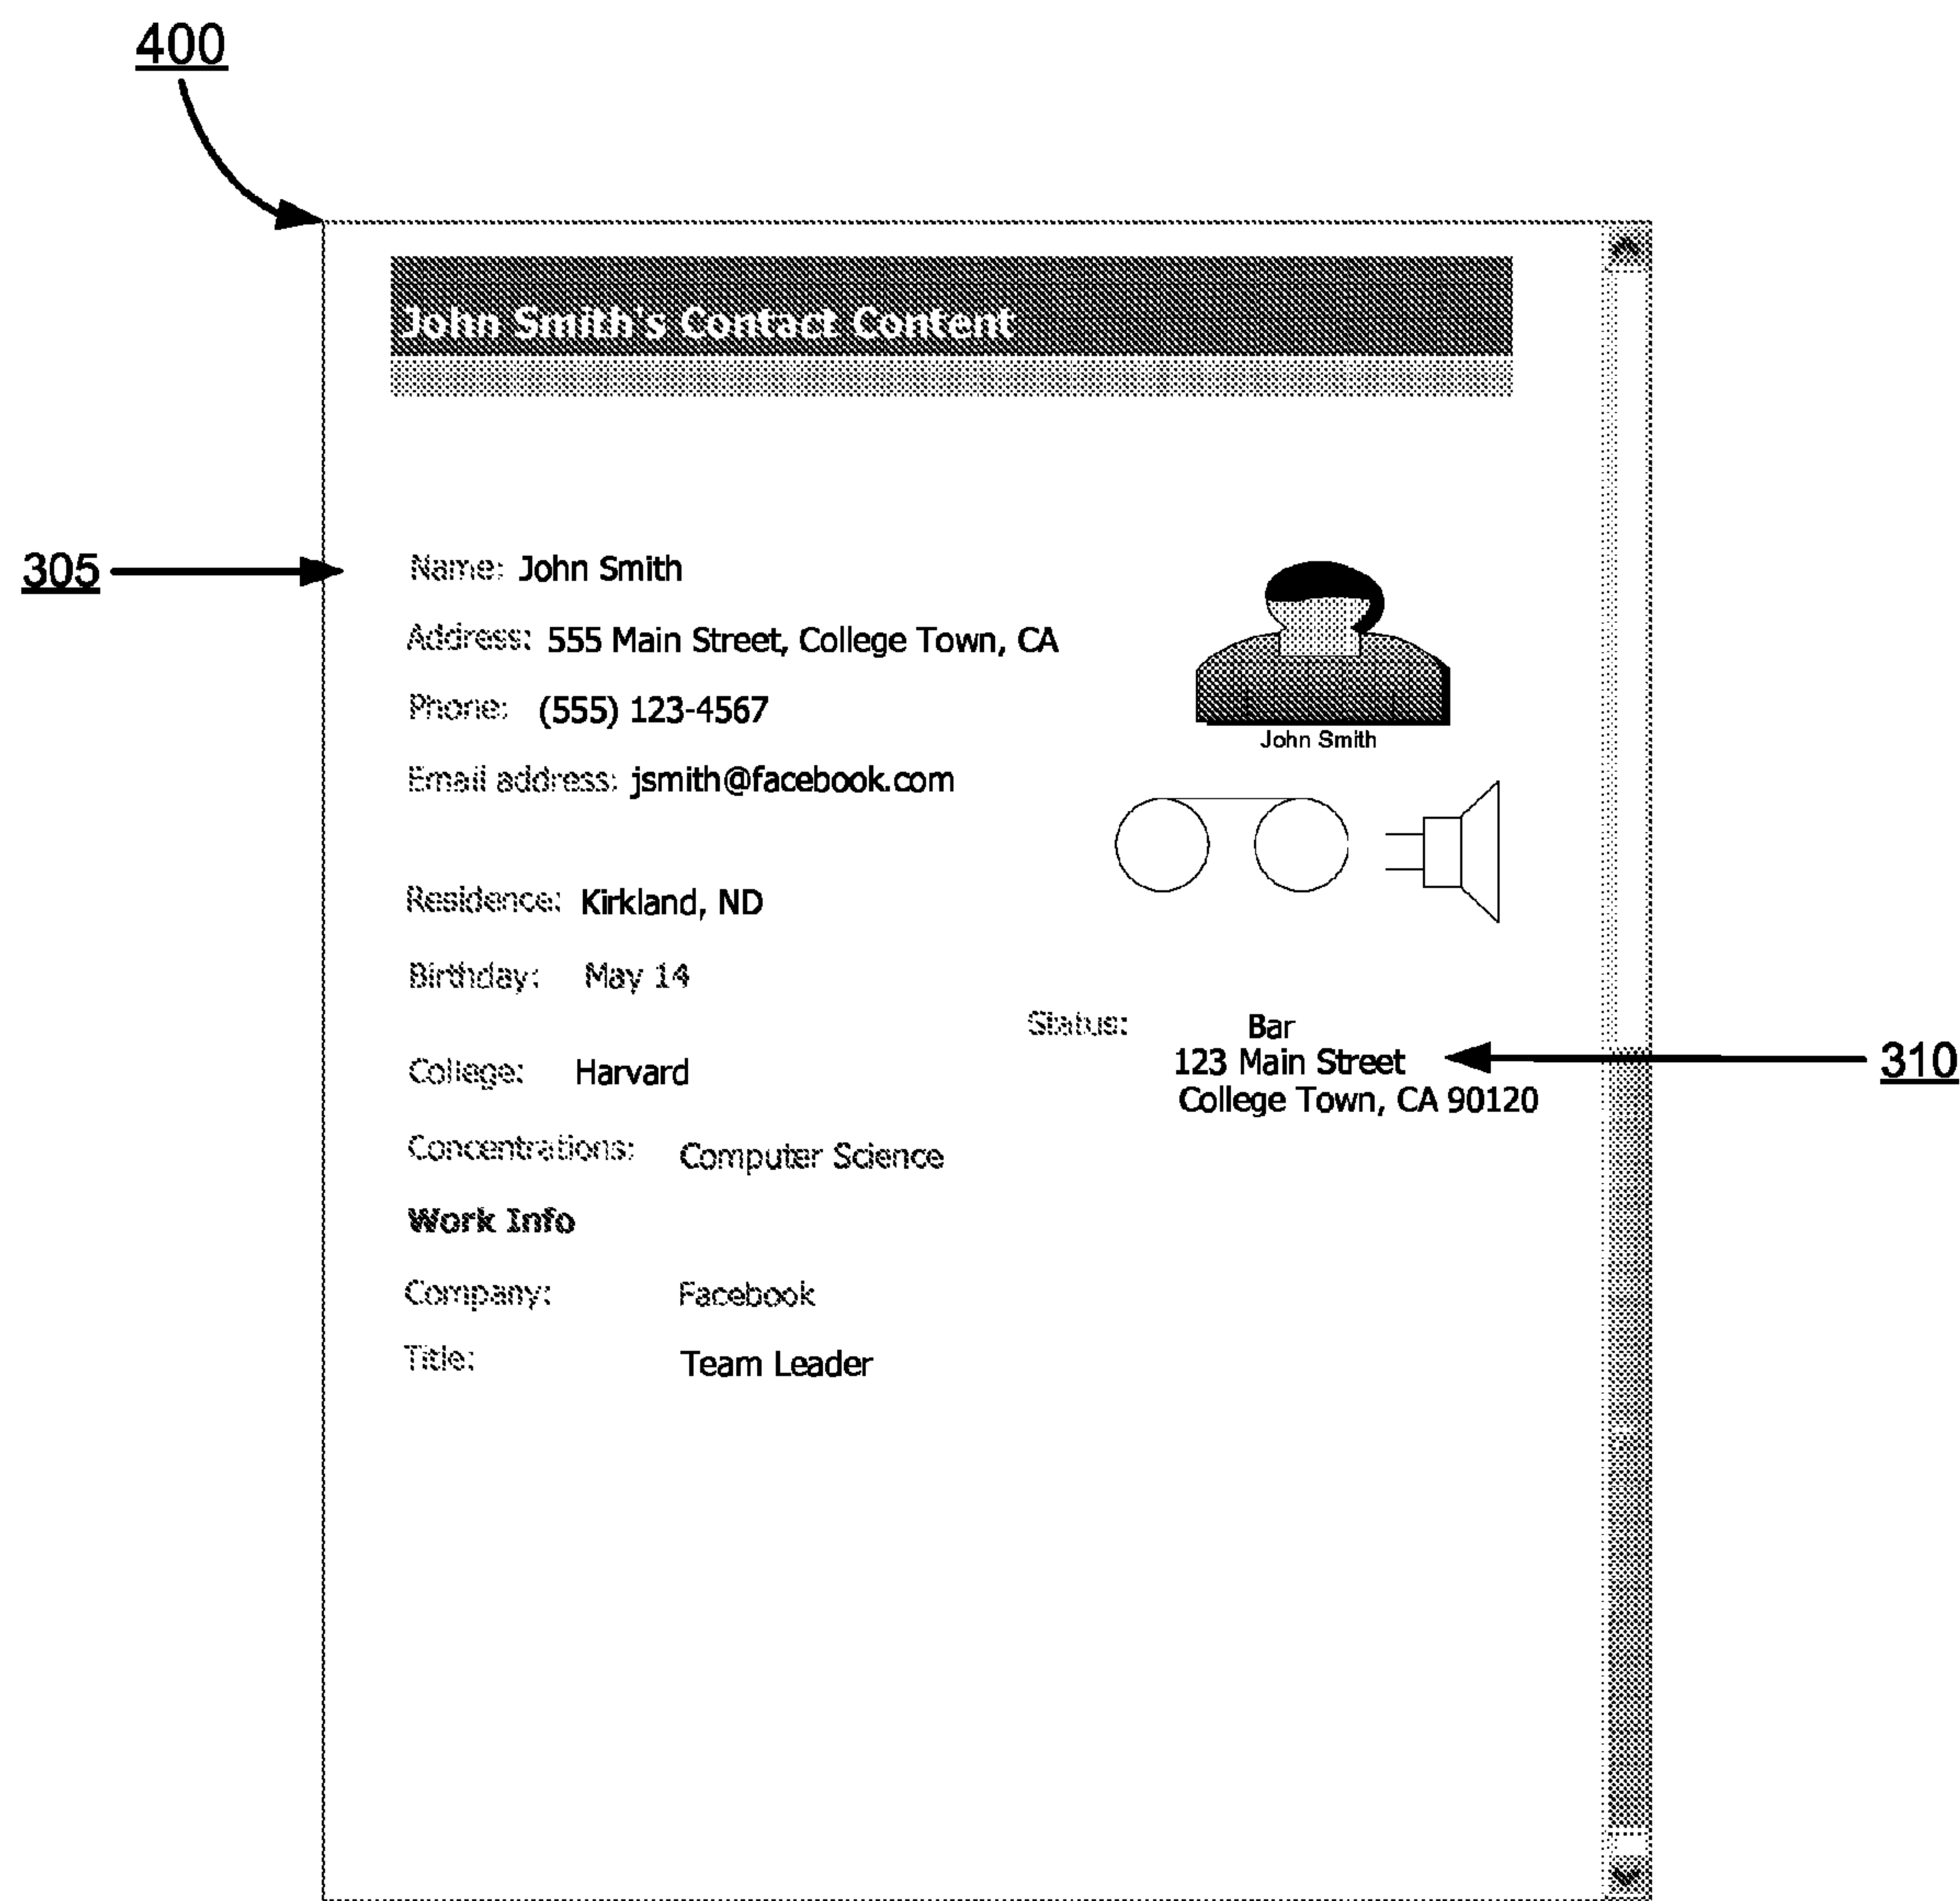 400
John Smith's Contact Content
305
Name: John Smith
Address: 555 Main Street, College Town, CA
Phone: (555) 123-4567
Email address: jsmith@facebook.com
John Smith
Residence: Kirkland, ND
Birthday: May 14
Status: Bar
123 Main Street
College Town, CA 90120
310
College: Harvard
Concentrations: Computer Science
Work Info
Company: Facebook
Title: Team Leader